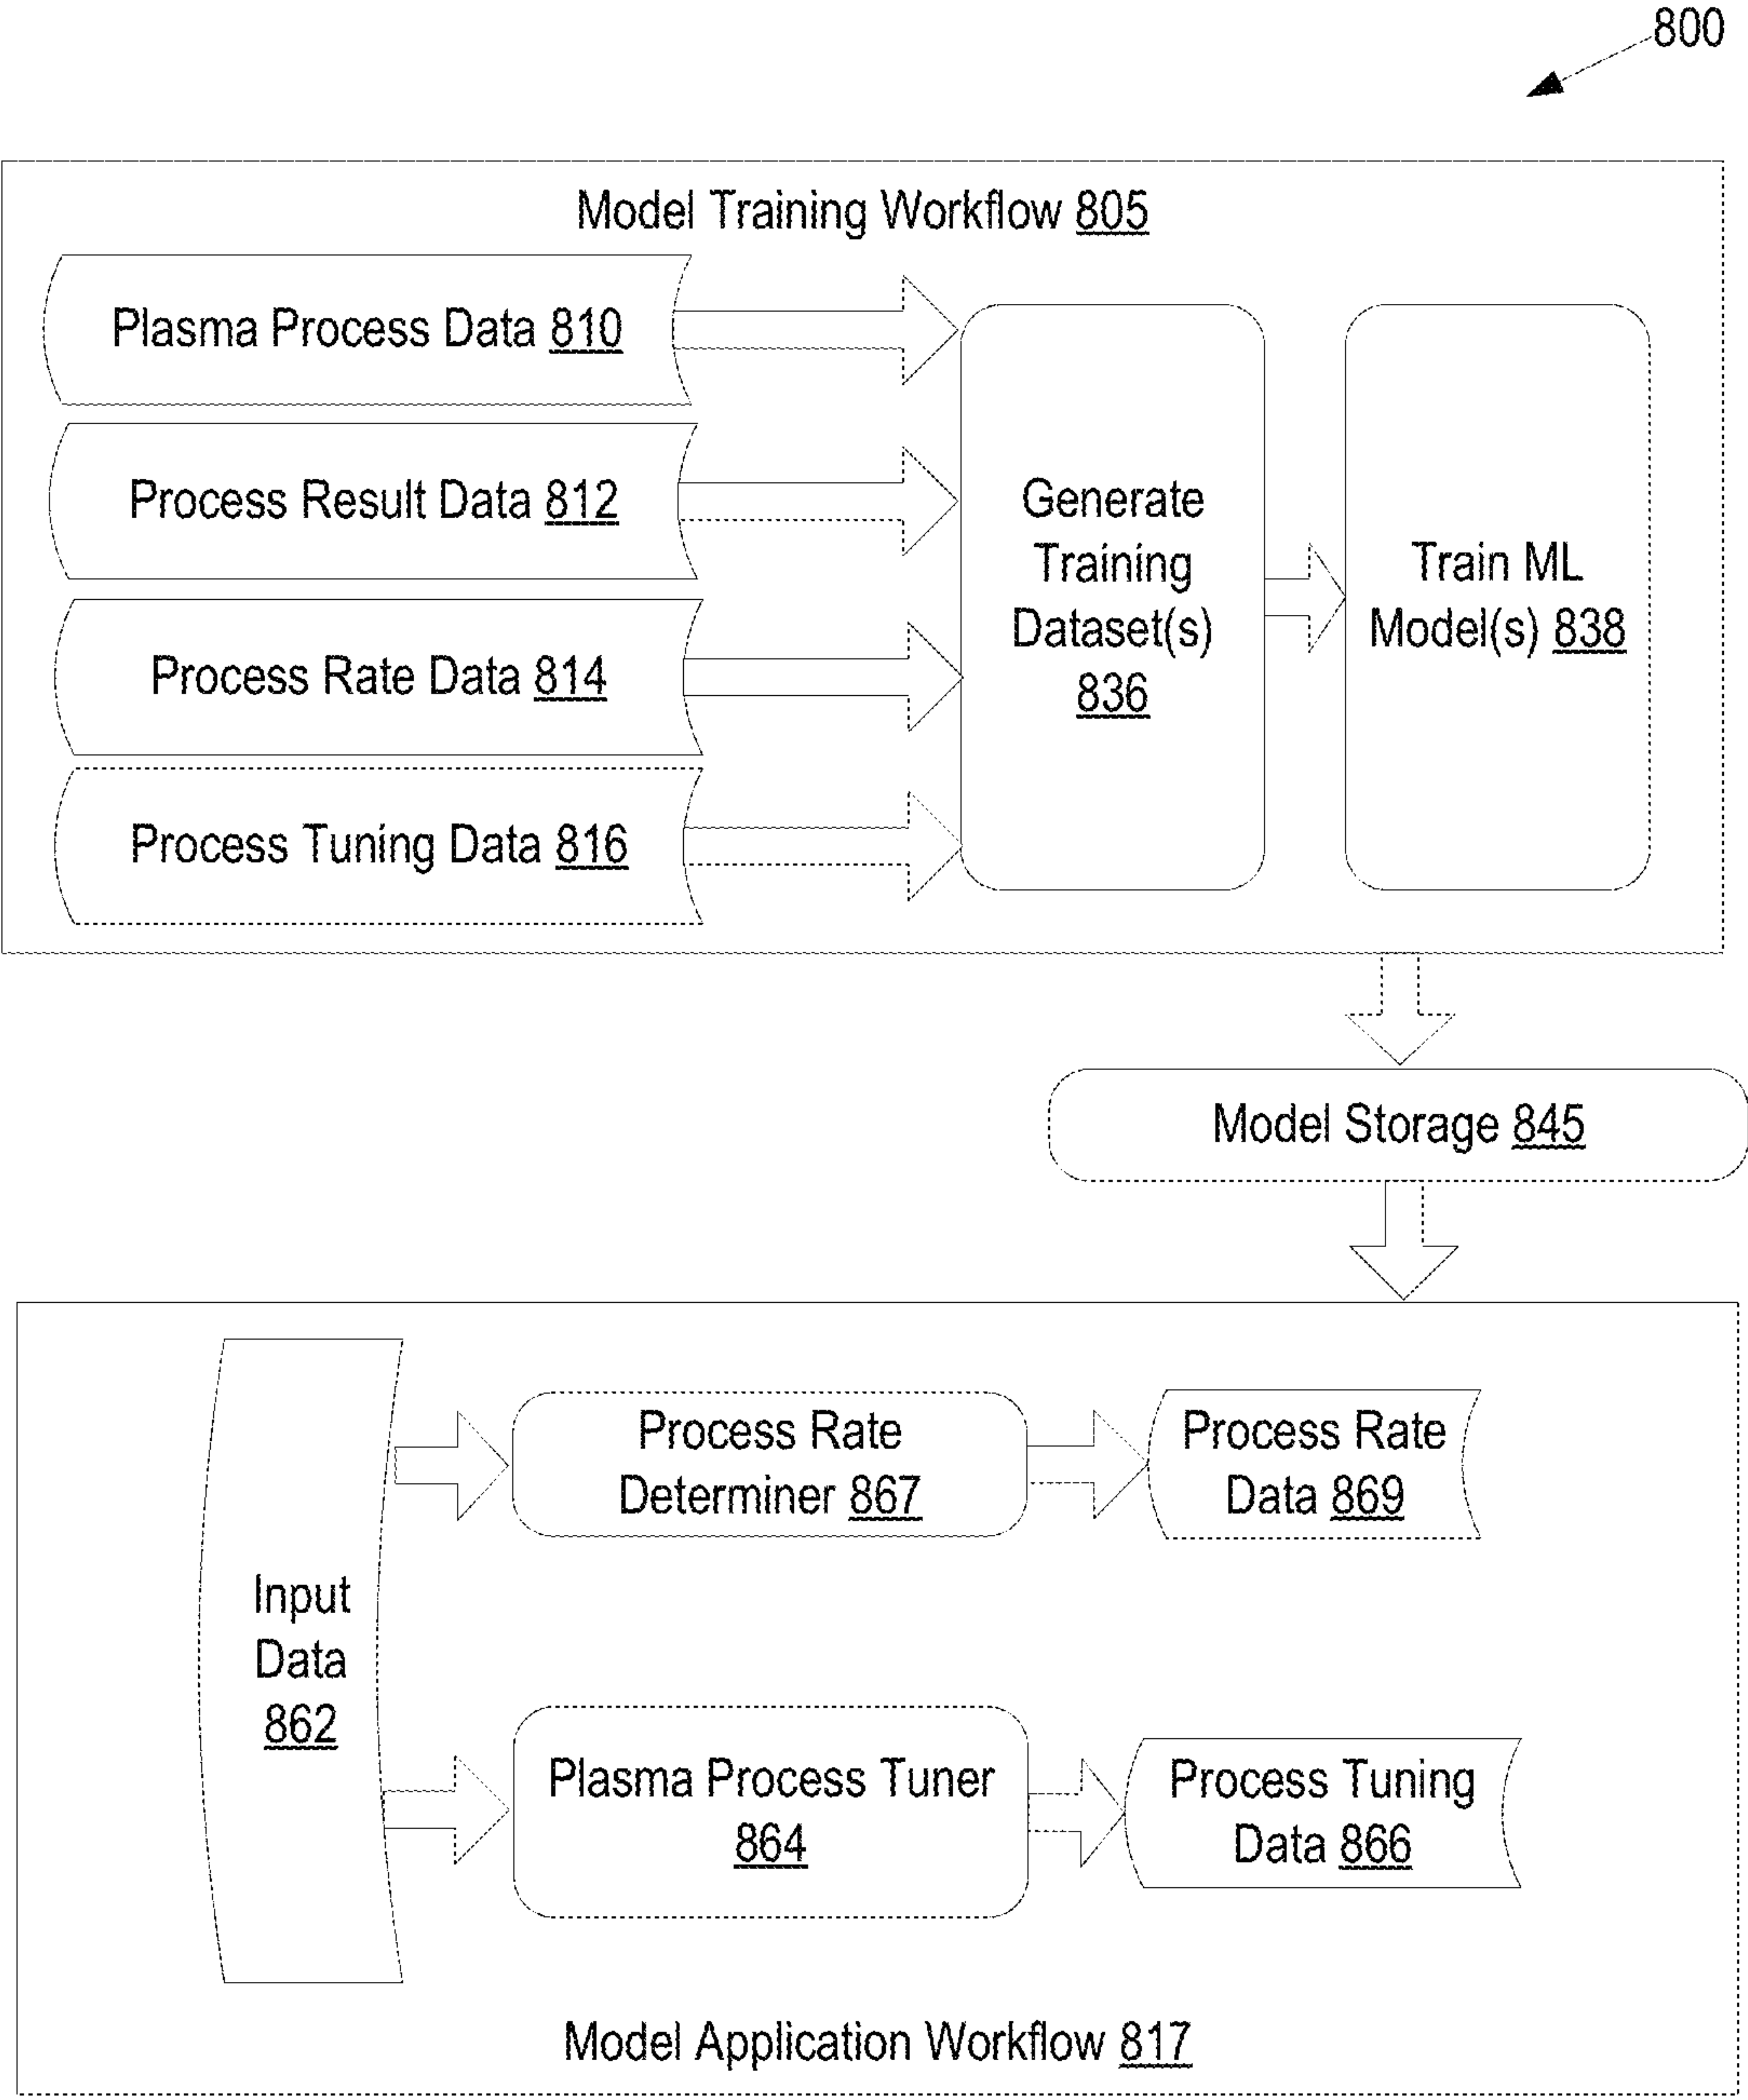 800
Model Training Workflow 805
Plasma Process Data 810
Process Result Data 812
Process Rate Data 814
Process Tuning Data 816
Generate
Training
Dataset(s)
836
Train ML
Model(s) 838
Model Storage 845
Input
Data
862
Process Rate
Determiner 867
Process Rate
Data 869
Plasma Process Tuner
864
Process Tuning
Data 866
Model Application Workflow 817